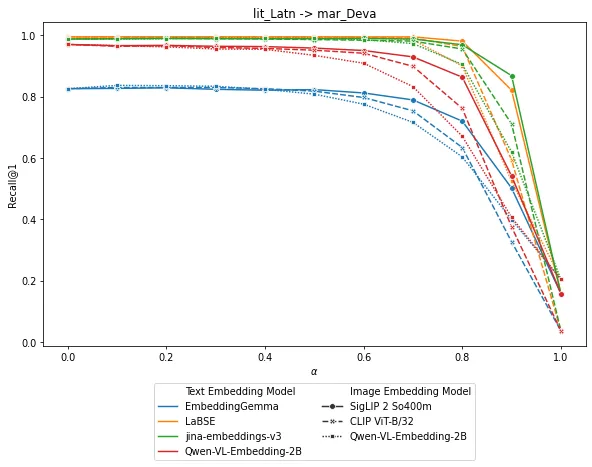 lit_Latn -> mar_Deva
Recall@1
1.0
0.8
0.6
0.4
0.2
0.0
0.0 0.2 0.4 0.6 0.8 1.0
α
Text Embedding Model
EmbeddingGemma
LaBSE
jina-embeddings-v3
Qwen-VL-Embedding-2B
Image Embedding Model
SigLIP 2 So400m
CLIP ViT-B/32
Qwen-VL-Embedding-2B